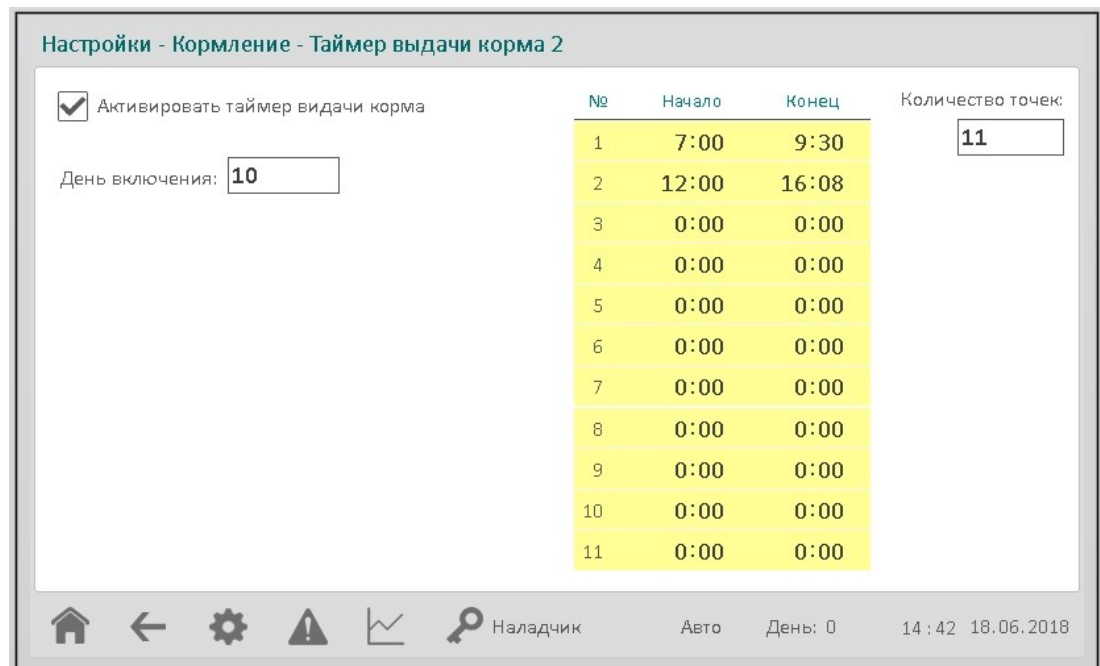 Настройки - Кормление - Таймер выдачи корма 2
Активировать таймер видачи корма
День включения: 10
№ Начало Конец
1 7:00 9:30
2 12:00 16:08
3 0:00 0:00
4 0:00 0:00
5 0:00 0:00
6 0:00 0:00
7 0:00 0:00
8 0:00 0:00
9 0:00 0:00
10 0:00 0:00
11 0:00 0:00
Количество точек:
11
Наладчик Авто День: 0 14:42 18.06.2018